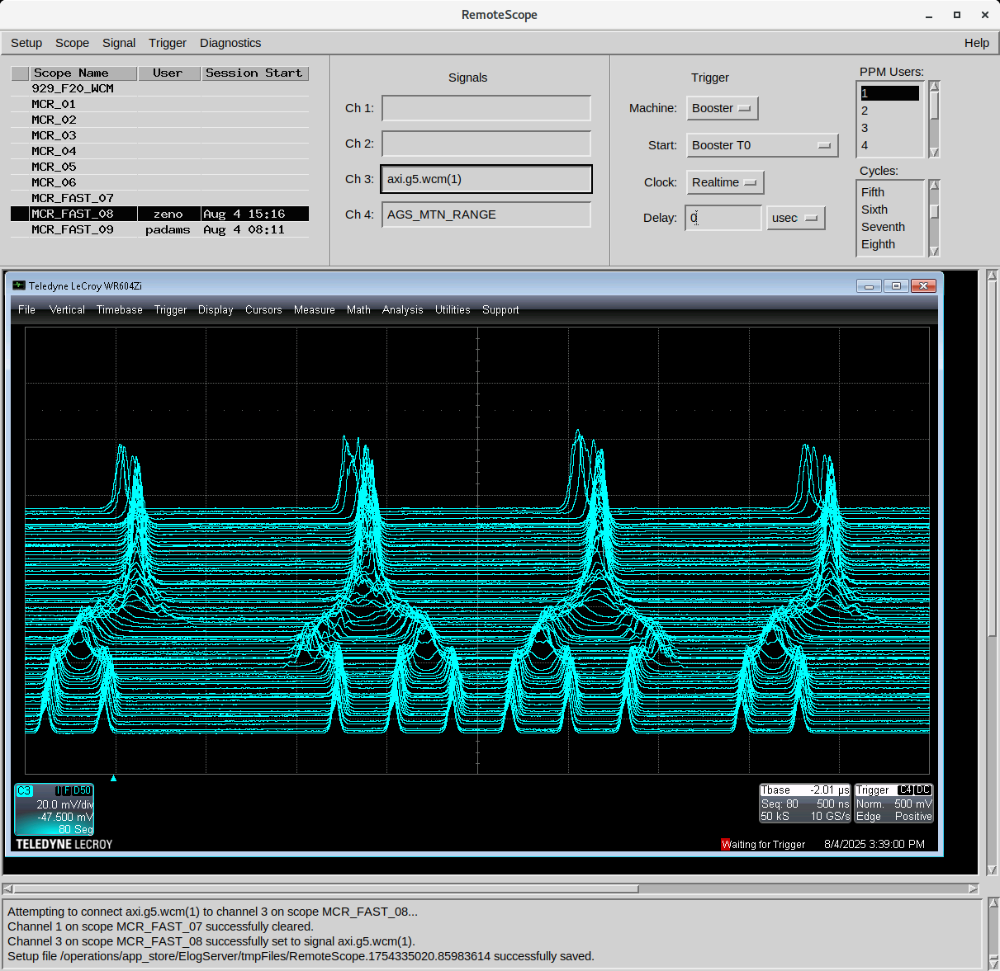 RemoteScope
Setup Scope Signal Trigger Diagnostics Help
Scope Name User Session Start
929_F20_WCM
MCR_01
MCR_02
MCR_03
MCR_04
MCR_05
MCR_06
MCR_FAST_07
MCR_FAST_08 zeno Aug 4 15:16
MCR_FAST_09 padams Aug 4 08:11
Signals
Ch 1:
Ch 2:
Ch 3: axi.g5.wcm(1)
Ch 4: AGS_MTN_RANGE
Trigger
Machine: Booster
Start: Booster T0
Clock: Realtime
Delay: 0 usec
PPM Users:
1
2
3
4
Cycles:
Fifth
Sixth
Seventh
Eighth
Teledyne LeCroy WR604Zi
File Vertical Timebase Trigger Display Cursors Measure Math Analysis Utilities Support
C3 I F D50
20.0 mV/div
-47.500 mV
80 Seg
TELEDYNE LECROY
Tbase -2.01 µs
Seq: 80 500 ns
50 kS 10 GS/s
Trigger C4 DC
Norm. 500 mV
Edge Positive
Waiting for Trigger 8/4/2025 3:39:00 PM
Attempting to connect axi.g5.wcm(1) to channel 3 on scope MCR_FAST_08...
Channel 1 on scope MCR_FAST_07 successfully cleared.
Channel 3 on scope MCR_FAST_08 successfully set to signal axi.g5.wcm(1).
Setup file /operations/app_store/ElogServer/tmpFiles/RemoteScope.1754335020.85983614 successfully saved.